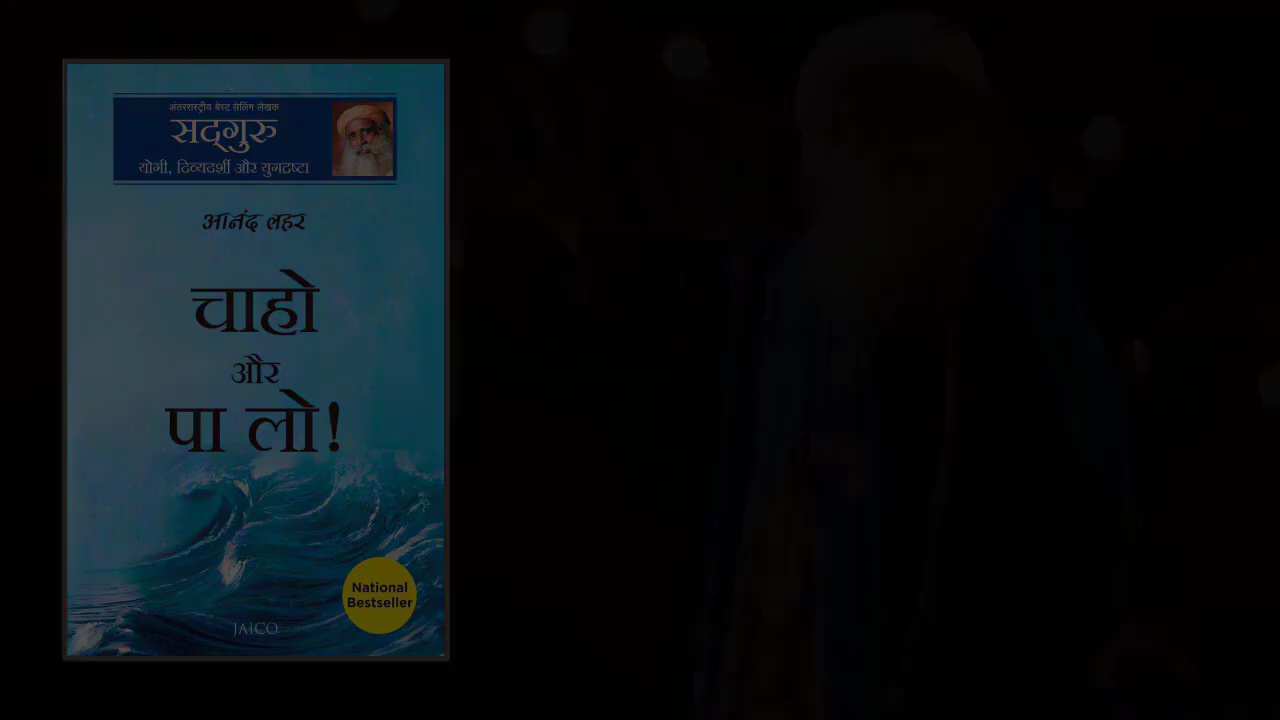 अंतरराष्ट्रीय बेस्ट सेलिंग लेखक
सद्गुरु
योगी, दिव्यदर्शी और युगद्रष्टा
आनंद लहर
चाहो
और
पा लो!
National
Bestseller
JAICO